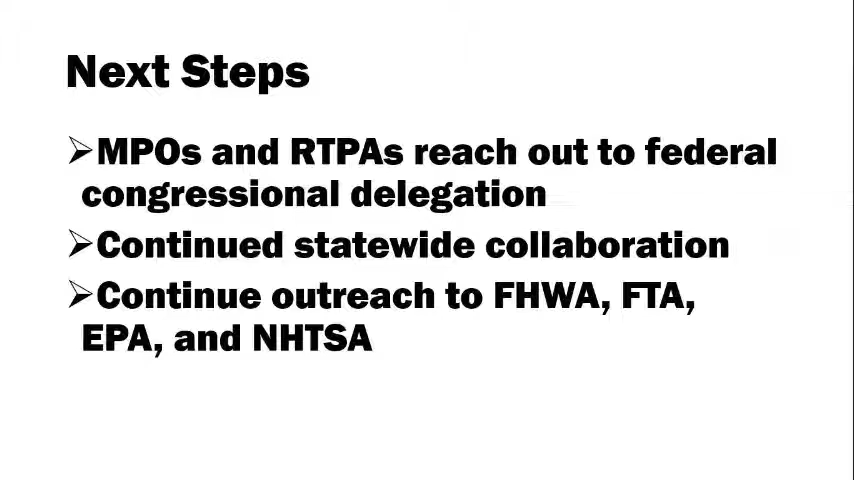 Next Steps
➢MPOs and RTPAs reach out to federal
congressional delegation
➢Continued statewide collaboration
➢Continue outreach to FHWA, FTA,
EPA, and NHTSA